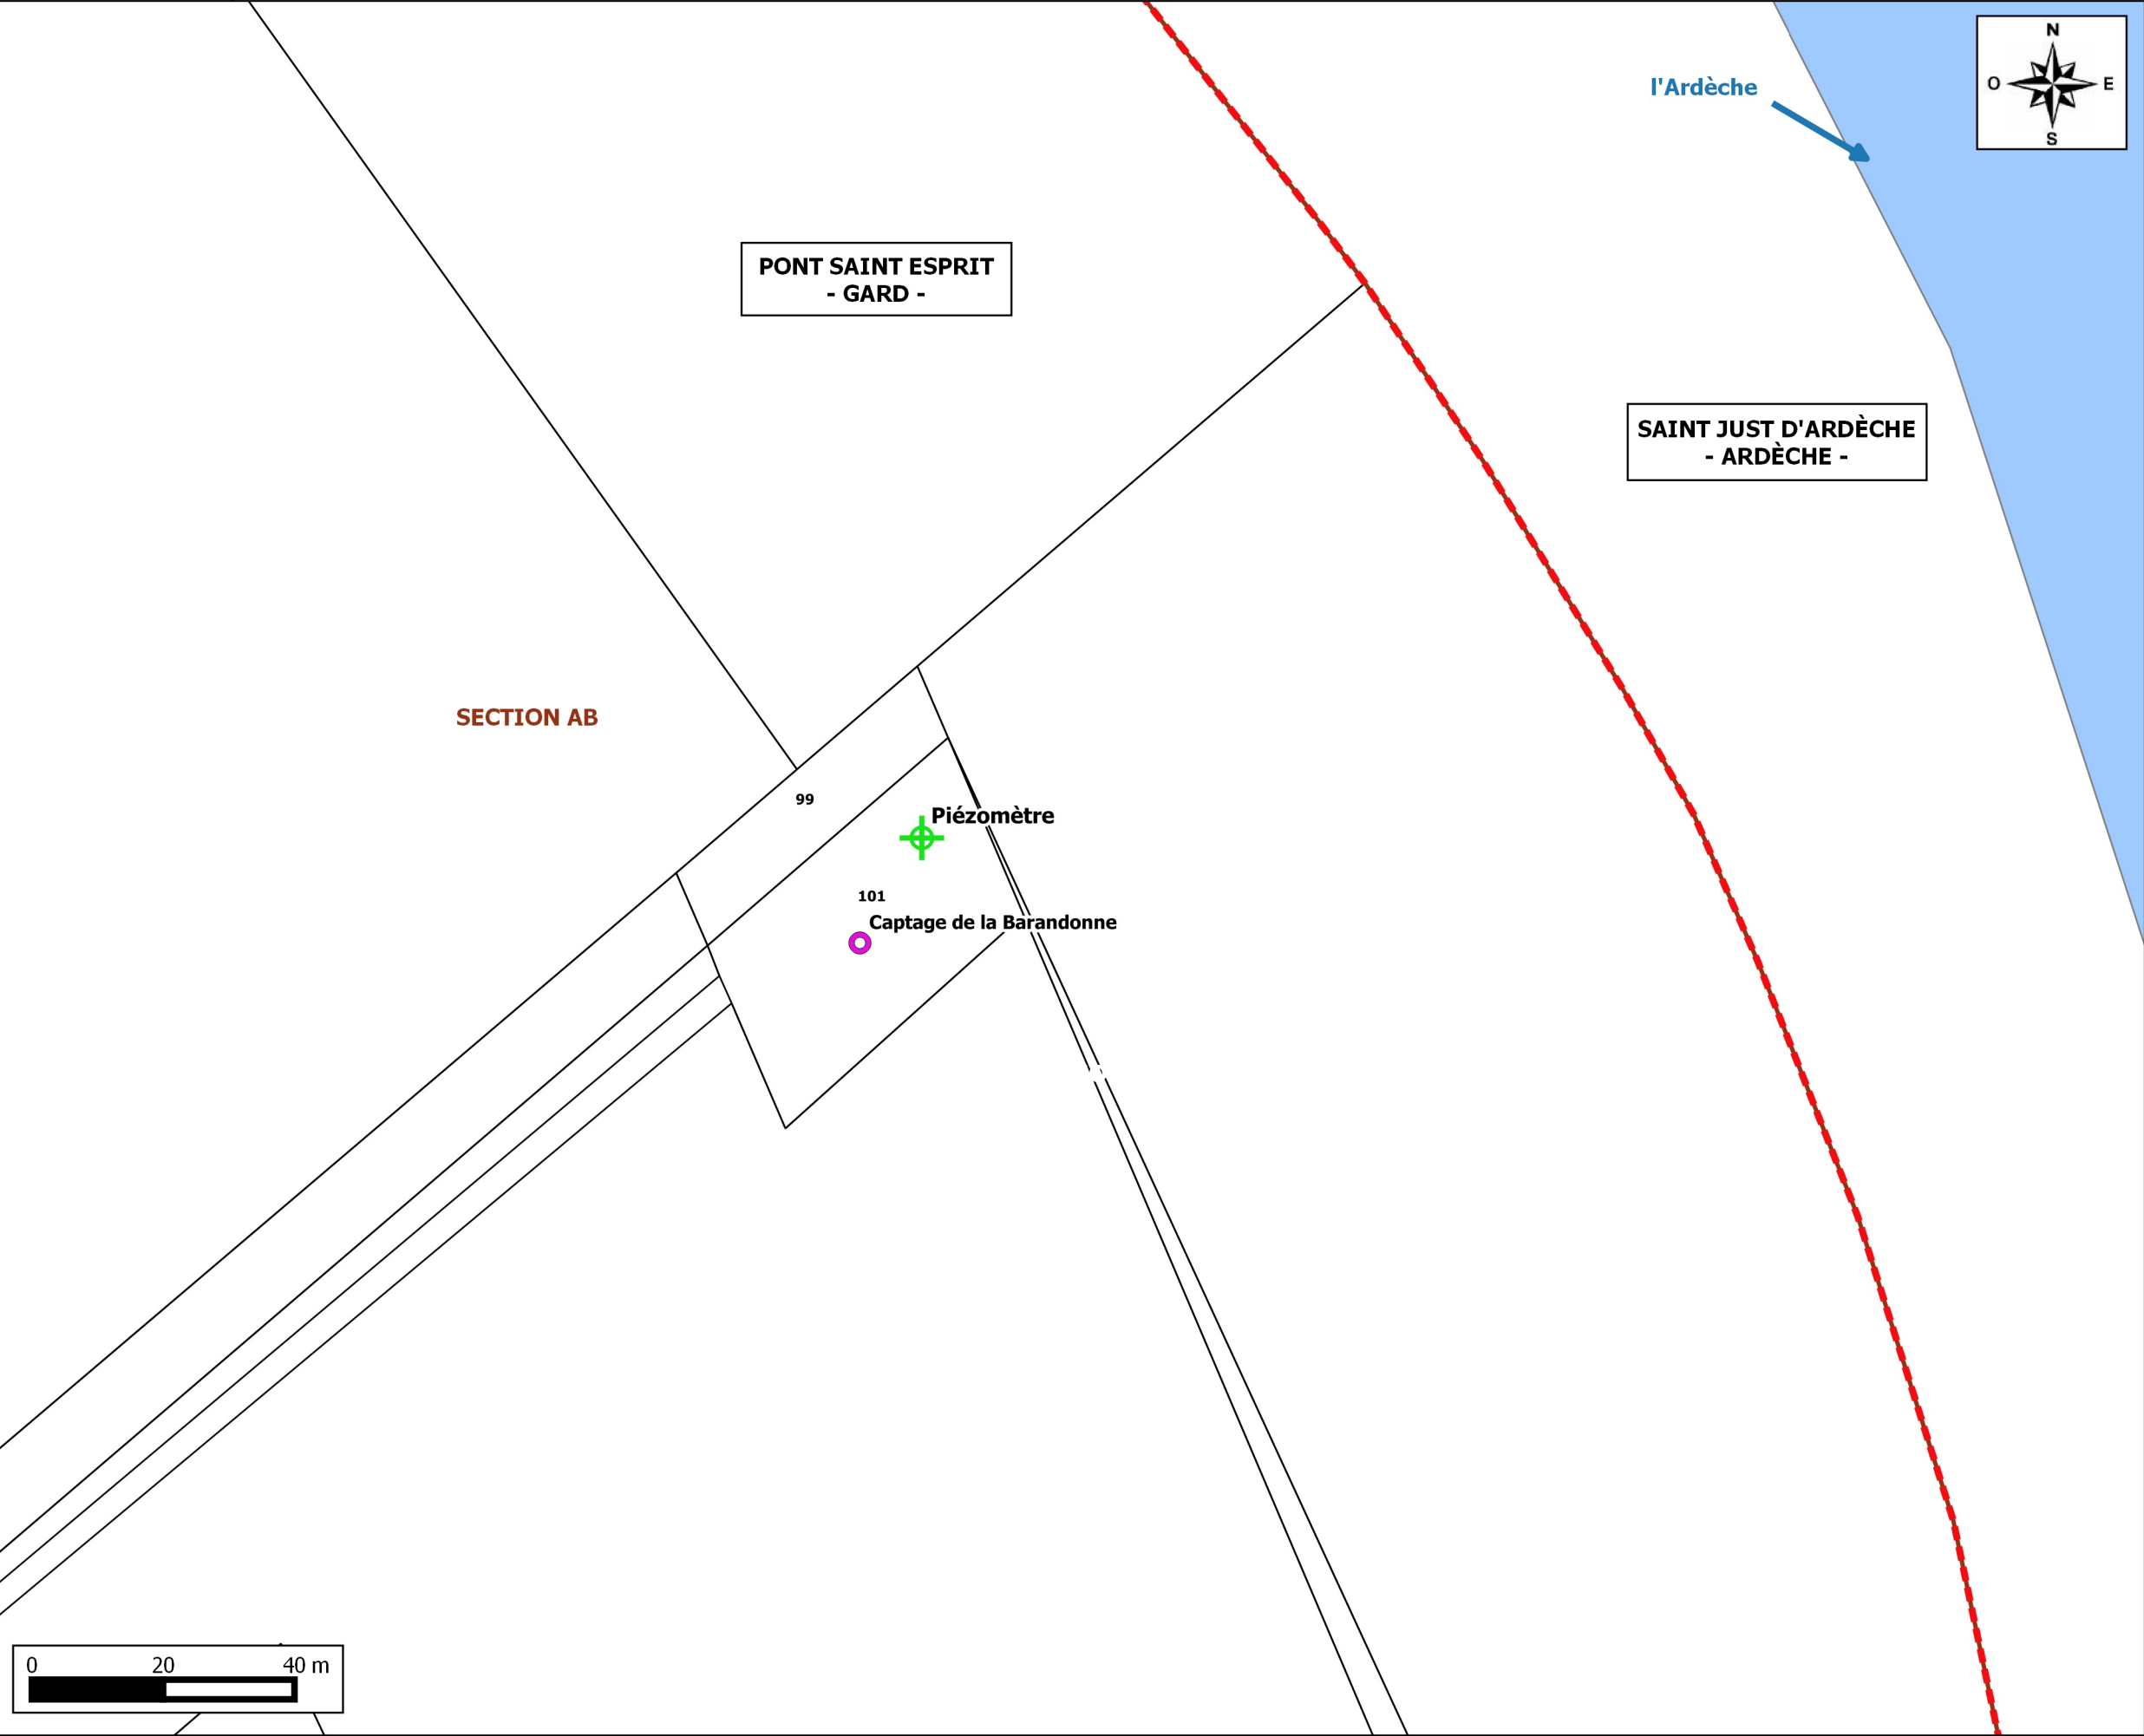 N
l'Ardèche
O
E
S
PONT SAINT ESPRIT
- GARD -
SAINT JUST D'ARDÈCHE
- ARDÈCHE -
SECTION AB
99
Piézomètre
101
Captage de la Barandonne
0 20 40 m